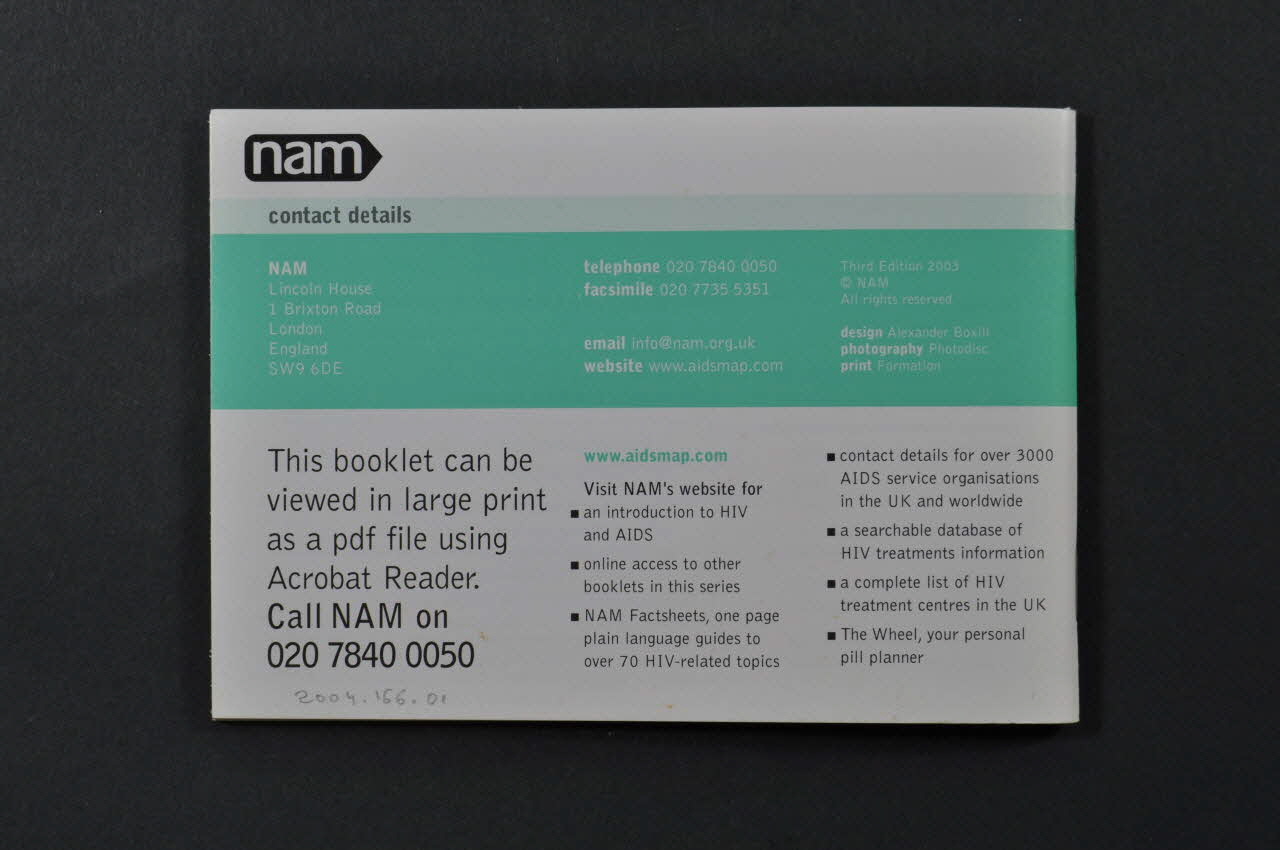 nam
contact details
NAM
Lincoln House
1 Brixton Road
London
England
SW9 6DE
telephone 020 7840 0050
facsimile 020 7735 5351
email info@nam.org.uk
website www.aidsmap.com
Third Edition 2003
© NAM
All rights reserved
design Alexander Boxill
photography Photodisc
print Formation
This booklet can be
viewed in large print
as a pdf file using
Acrobat Reader.
Call NAM on
020 7840 0050
2004.166.01
www.aidsmap.com
Visit NAM's website for
■ an introduction to HIV
and AIDS
■ online access to other
booklets in this series
■ NAM Factsheets, one page
plain language guides to
over 70 HIV-related topics
■ contact details for over 3000
AIDS service organisations
in the UK and worldwide
■ a searchable database of
HIV treatments information
■ a complete list of HIV
treatment centres in the UK
■ The Wheel, your personal
pill planner